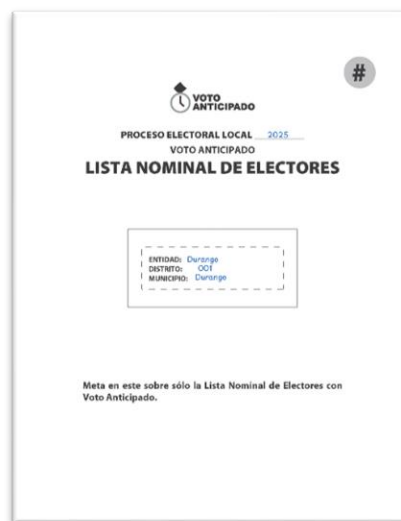 #
VOTO
ANTICIPADO
PROCESO ELECTORAL LOCAL 2025
VOTO ANTICIPADO
LISTA NOMINAL DE ELECTORES
ENTIDAD: Durango
DISTRITO: 001
MUNICIPIO: Durango
Meta en este sobre sólo la Lista Nominal de Electores con
Voto Anticipado.